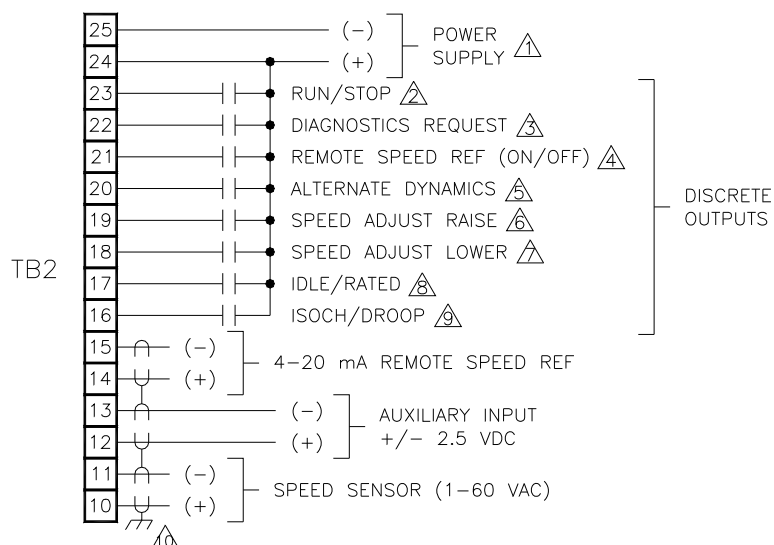 25 (-) POWER
24 (+) SUPPLY 1
23 RUN/STOP 2
22 DIAGNOSTICS REQUEST 3
21 REMOTE SPEED REF (ON/OFF) 4
20 ALTERNATE DYNAMICS 5
DISCRETE
OUTPUTS
19 SPEED ADJUST RAISE 6
18 SPEED ADJUST LOWER 7
TB2
17 IDLE/RATED 8
16 ISOCH/DROOP 9
15 (-)
4-20 mA REMOTE SPEED REF
14 (+)
13 (-) AUXILIARY INPUT
12 (+) +/- 2.5 VDC
11 (-)
SPEED SENSOR (1-60 VAC)
10 (+)
10